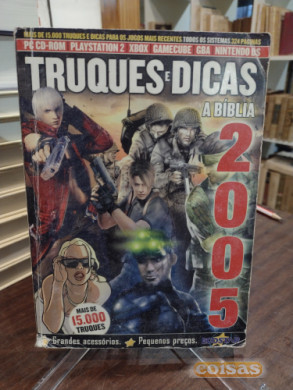 MAIS DE 15.000 TRUQUES E DICAS PARA OS JOGOS MAIS RECENTES TODOS OS SISTEMAS
PC CD-ROM PLAYSTATION 2 XBOX GAMECUBE GBA NINTENDO DS
TRUQUES E DICAS
A BÍBLIA
2005
MAIS DE
15.000
TRUQUES
Grandes acessórios. Pequenos preços.
coisas